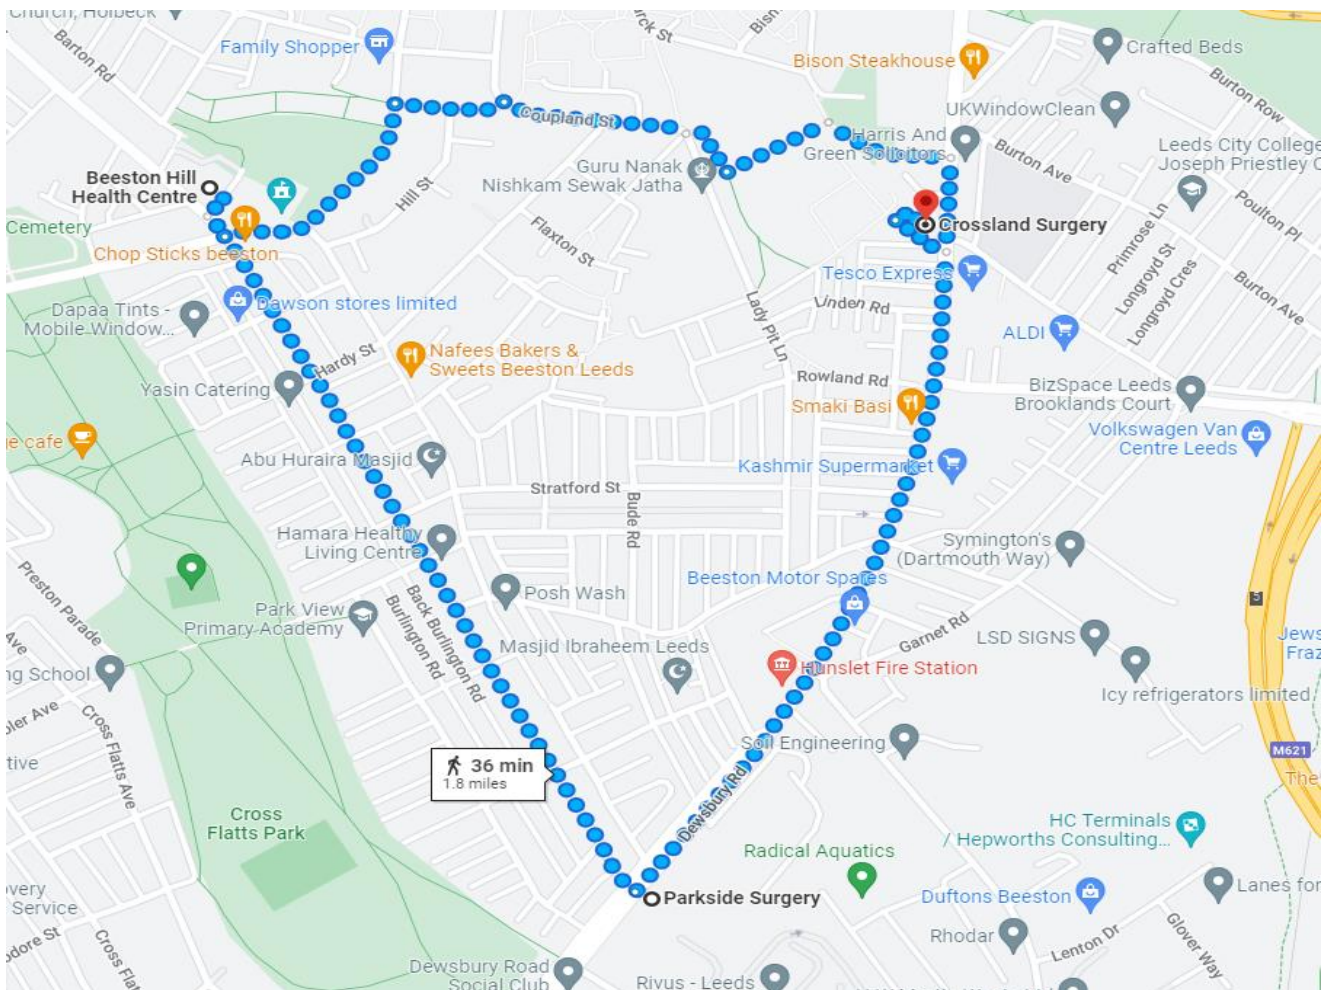 Church, Holbeck
Barton Rd
Family Shopper
Bison Steakhouse
Crafted Beds
Burton Row
UKWindowClean
Coupland St
Harris And
Green Solicitors
Burton Ave
Leeds City College
Joseph Priestley C
Beeston Hill
Health Centre
Guru Nanak
Nishkam Sewak Jatha
Hill St
Poulton Pl
Primrose Ln
Longroyd St
Longroyd Cres
Cemetery
Chop Sticks beeston
Flaxton St
Crossland Surgery
Tesco Express
Burton Ave
Dapaa Tints -
Mobile Window...
Dawson stores limited
Linden Rd
Lady Pit Ln
ALDI
Hardy St
Nafees Bakers &
Sweets Beeston Leeds
Yasin Catering
Rowland Rd
BizSpace Leeds
Brooklands Court
Smaki Basi
ge cafe
Abu Huraira Masjid
Volkswagen Van
Centre Leeds
Kashmir Supermarket
Stratford St
Bude Rd
Hamara Healthy
Living Centre
Symington's
(Dartmouth Way)
Preston Parade
Posh Wash
Beeston Motor Spares
Back Burlington Rd
Burlington Rd
Park View
Primary Academy
Garnet Rd
LSD SIGNS
Masjid Ibraheem Leeds
Hunslet Fire Station
ng School
Icy refrigerators limited
Cross Flatts Ave
Soil Engineering
M621
36 min
1.8 miles
Dewsbury Rd
Cross
Flatts Park
HC Terminals
/ Hepworths Consulting...
Radical Aquatics
Parkside Surgery
Duftons Beeston
Lanes for
Service
Rhodar
Lenton Dr
Glover Way
Dewsbury Road
Social Club
Rivus - Leeds